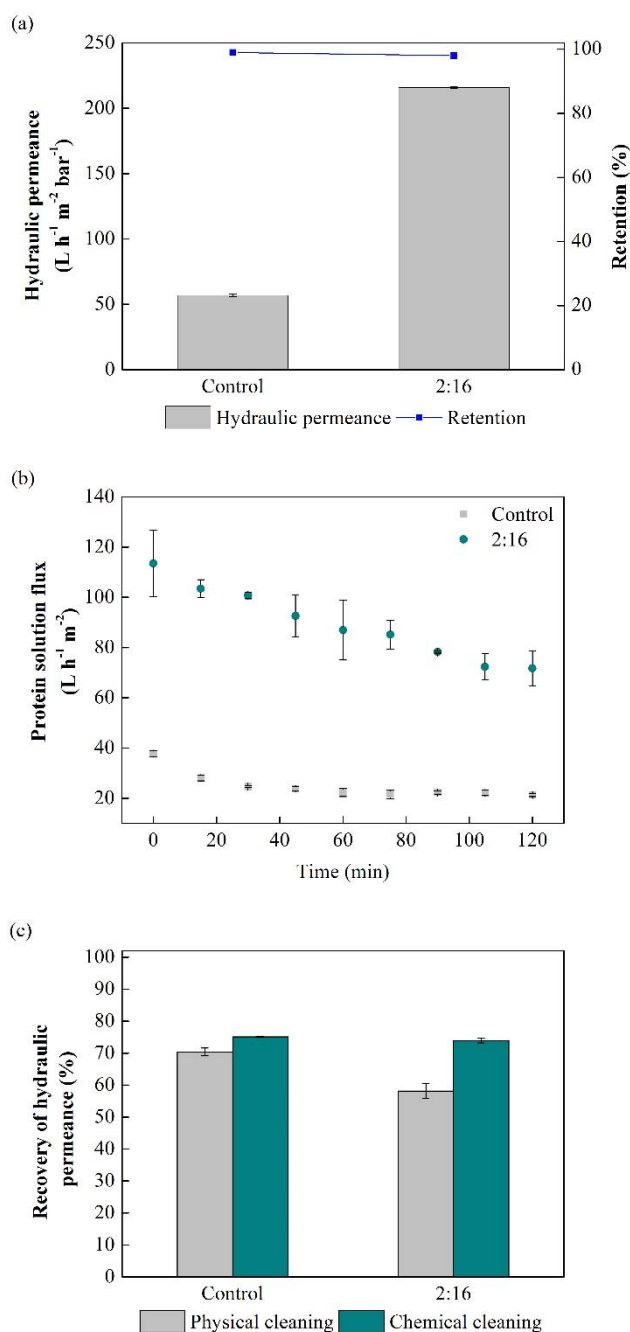 (a)
250
200
150
100
50
0
Hydraulic permeance
(L h⁻¹ m⁻² bar⁻¹)
100
80
60
40
20
0
Retention (%)
Control 2:16
Hydraulic permeance Retention
(b)
140
120
100
80
60
40
20
Protein solution flux
(L h⁻¹ m⁻²)
Control
2:16
0 20 40 60 80 100 120
Time (min)
(c)
100
90
80
70
60
50
40
30
20
10
0
Recovery of hydraulic
permeance (%)
Control 2:16
Physical cleaning Chemical cleaning